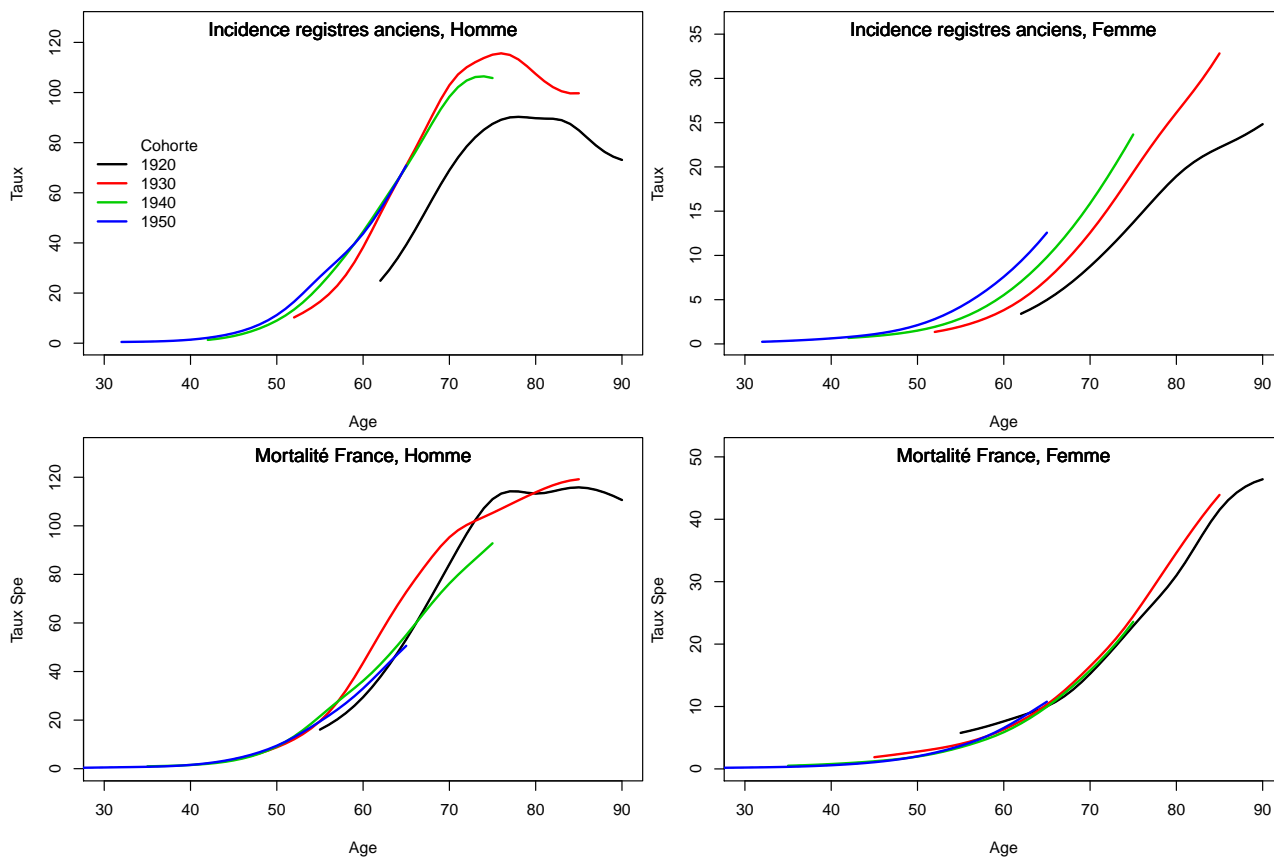 Incidence registres anciens, Homme
Taux
0 20 40 60 80 100 120
Cohorte
1920
1930
1940
1950
30 40 50 60 70 80 90
Age
Incidence registres anciens, Femme
Taux
0 5 10 15 20 25 30 35
30 40 50 60 70 80 90
Age
Mortalité France, Homme
Taux Spe
0 20 40 60 80 100 120
30 40 50 60 70 80 90
Age
Mortalité France, Femme
Taux Spe
0 10 20 30 40 50
30 40 50 60 70 80 90
Age